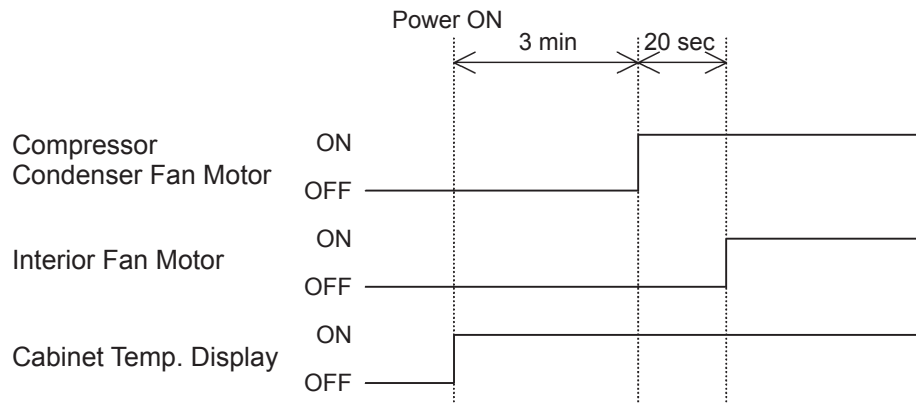 Power ON
3 min
20 sec
Compressor
Condenser Fan Motor
ON
OFF
Interior Fan Motor
ON
OFF
Cabinet Temp. Display
ON
OFF